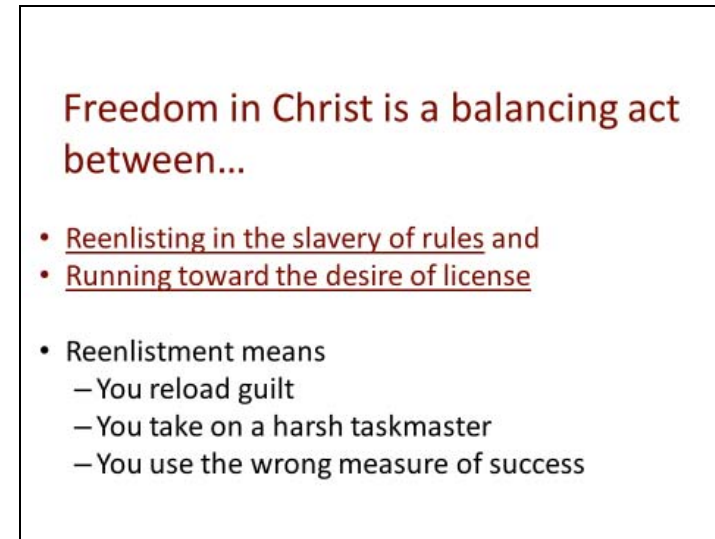 Freedom in Christ is a balancing act
between…
• Reenlisting in the slavery of rules and
• Running toward the desire of license
• Reenlistment means
– You reload guilt
– You take on a harsh taskmaster
– You use the wrong measure of success